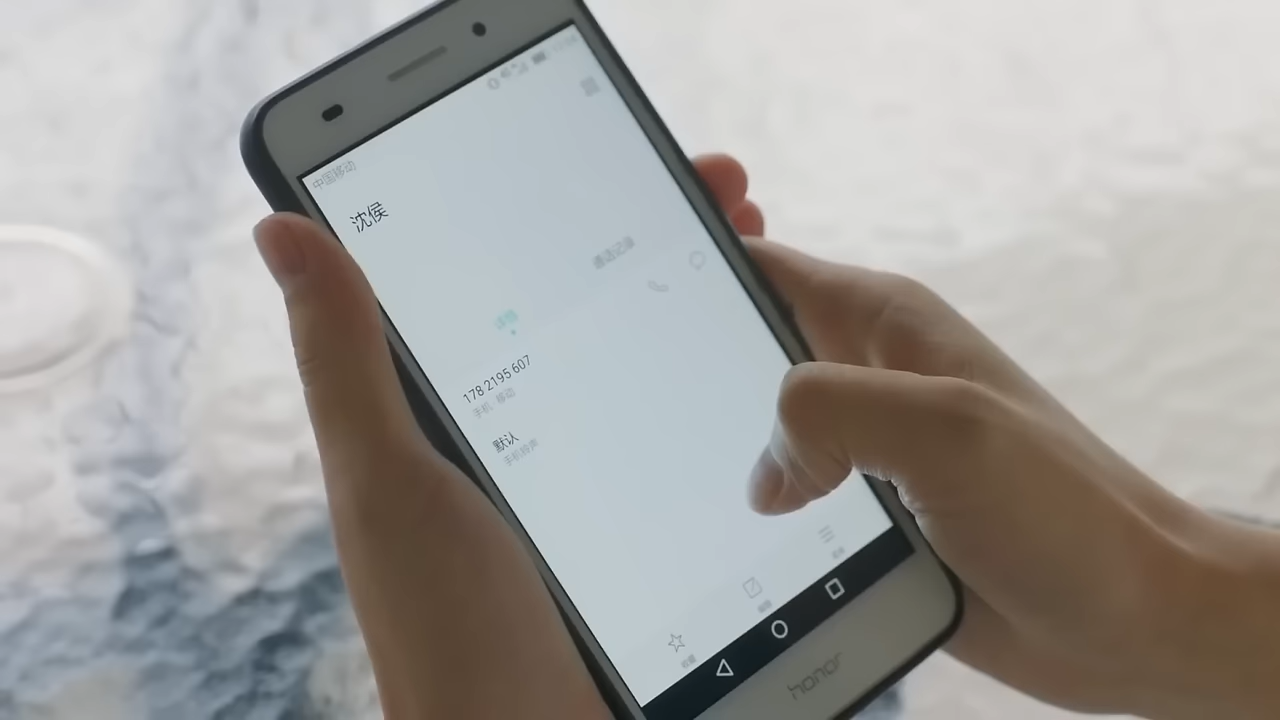 中国移动
沈侯
通话记录
详情
178 2195 607
手机 移动
默认
手机铃声
honor